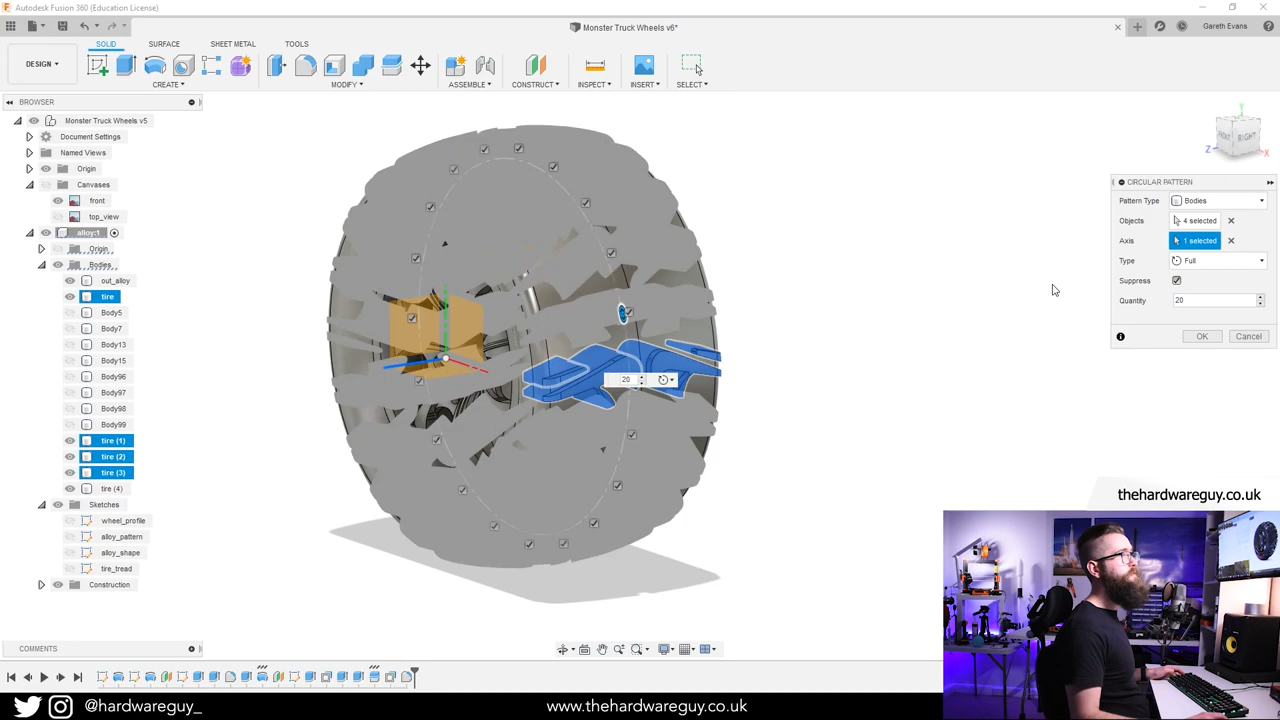 Autodesk Fusion 360 (Education License)
Monster Truck Wheels v6*
Gareth Evans
DESIGN
SOLID SURFACE SHEET METAL TOOLS
CREATE MODIFY ASSEMBLE CONSTRUCT INSPECT INSERT SELECT
BROWSER
Monster Truck Wheels v5
Document Settings
Named Views
Origin
Canvases
front
top_view
alloy:1
Origin
Bodies
out_alloy
tire
Body5
Body7
Body13
Body15
Body96
Body97
Body98
Body99
tire (1)
tire (2)
tire (3)
tire (4)
Sketches
wheel_profile
alloy_pattern
alloy_shape
tire_tread
Construction
20
Y
FRONT RIGHT
Z X
CIRCULAR PATTERN
Pattern Type Bodies
Objects 4 selected
Axis 1 selected
Type Full
Suppress
Quantity 20
OK Cancel
COMMENTS
thehardwareguy.co.uk
@hardwareguy_
www.thehardwareguy.co.uk